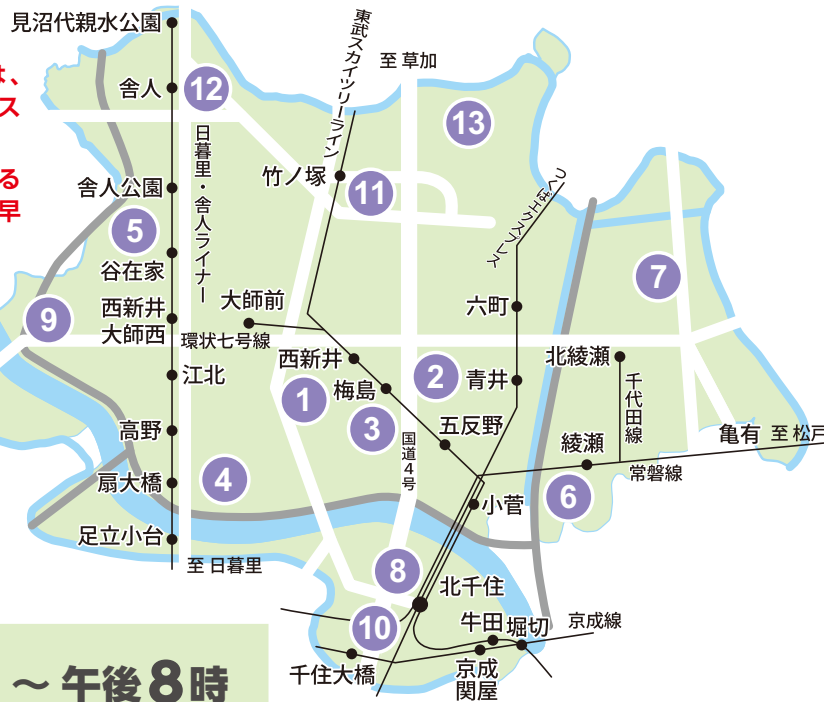 見沼代親水公園
は、
ス
る
早
舎人
12
日暮里・舎人ライナー
東武スカイツリーライン
至 草加
13
舎人公園
竹ノ塚
11
つくばエクスプレス
5
谷在家
7
9
西新井
大師西
大師前
環状七号線
六町
西新井
北綾瀬
江北
1
梅島
2
青井
千代田線
3
五反野
国道4号
高野
綾瀬
亀有
至 松戸
常磐線
扇大橋
4
小菅
6
足立小台
至 日暮里
8
北千住
10
牛田
堀切
京成線
千住大橋
京成
関屋
～ 午後8時